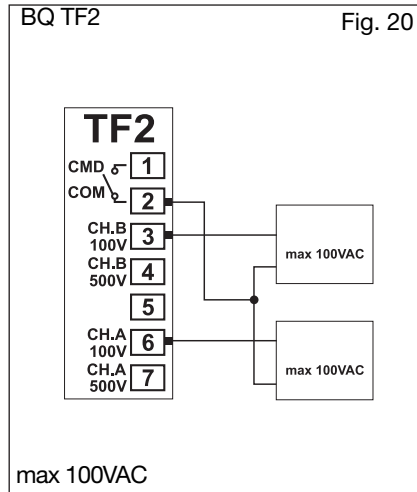 BQ TF2 Fig. 20
TF2
CMD 1
COM 2
CH.B
100V 3
max 100VAC
CH.B
500V 4
5
CH.A
100V 6
max 100VAC
CH.A
500V 7
max 100VAC